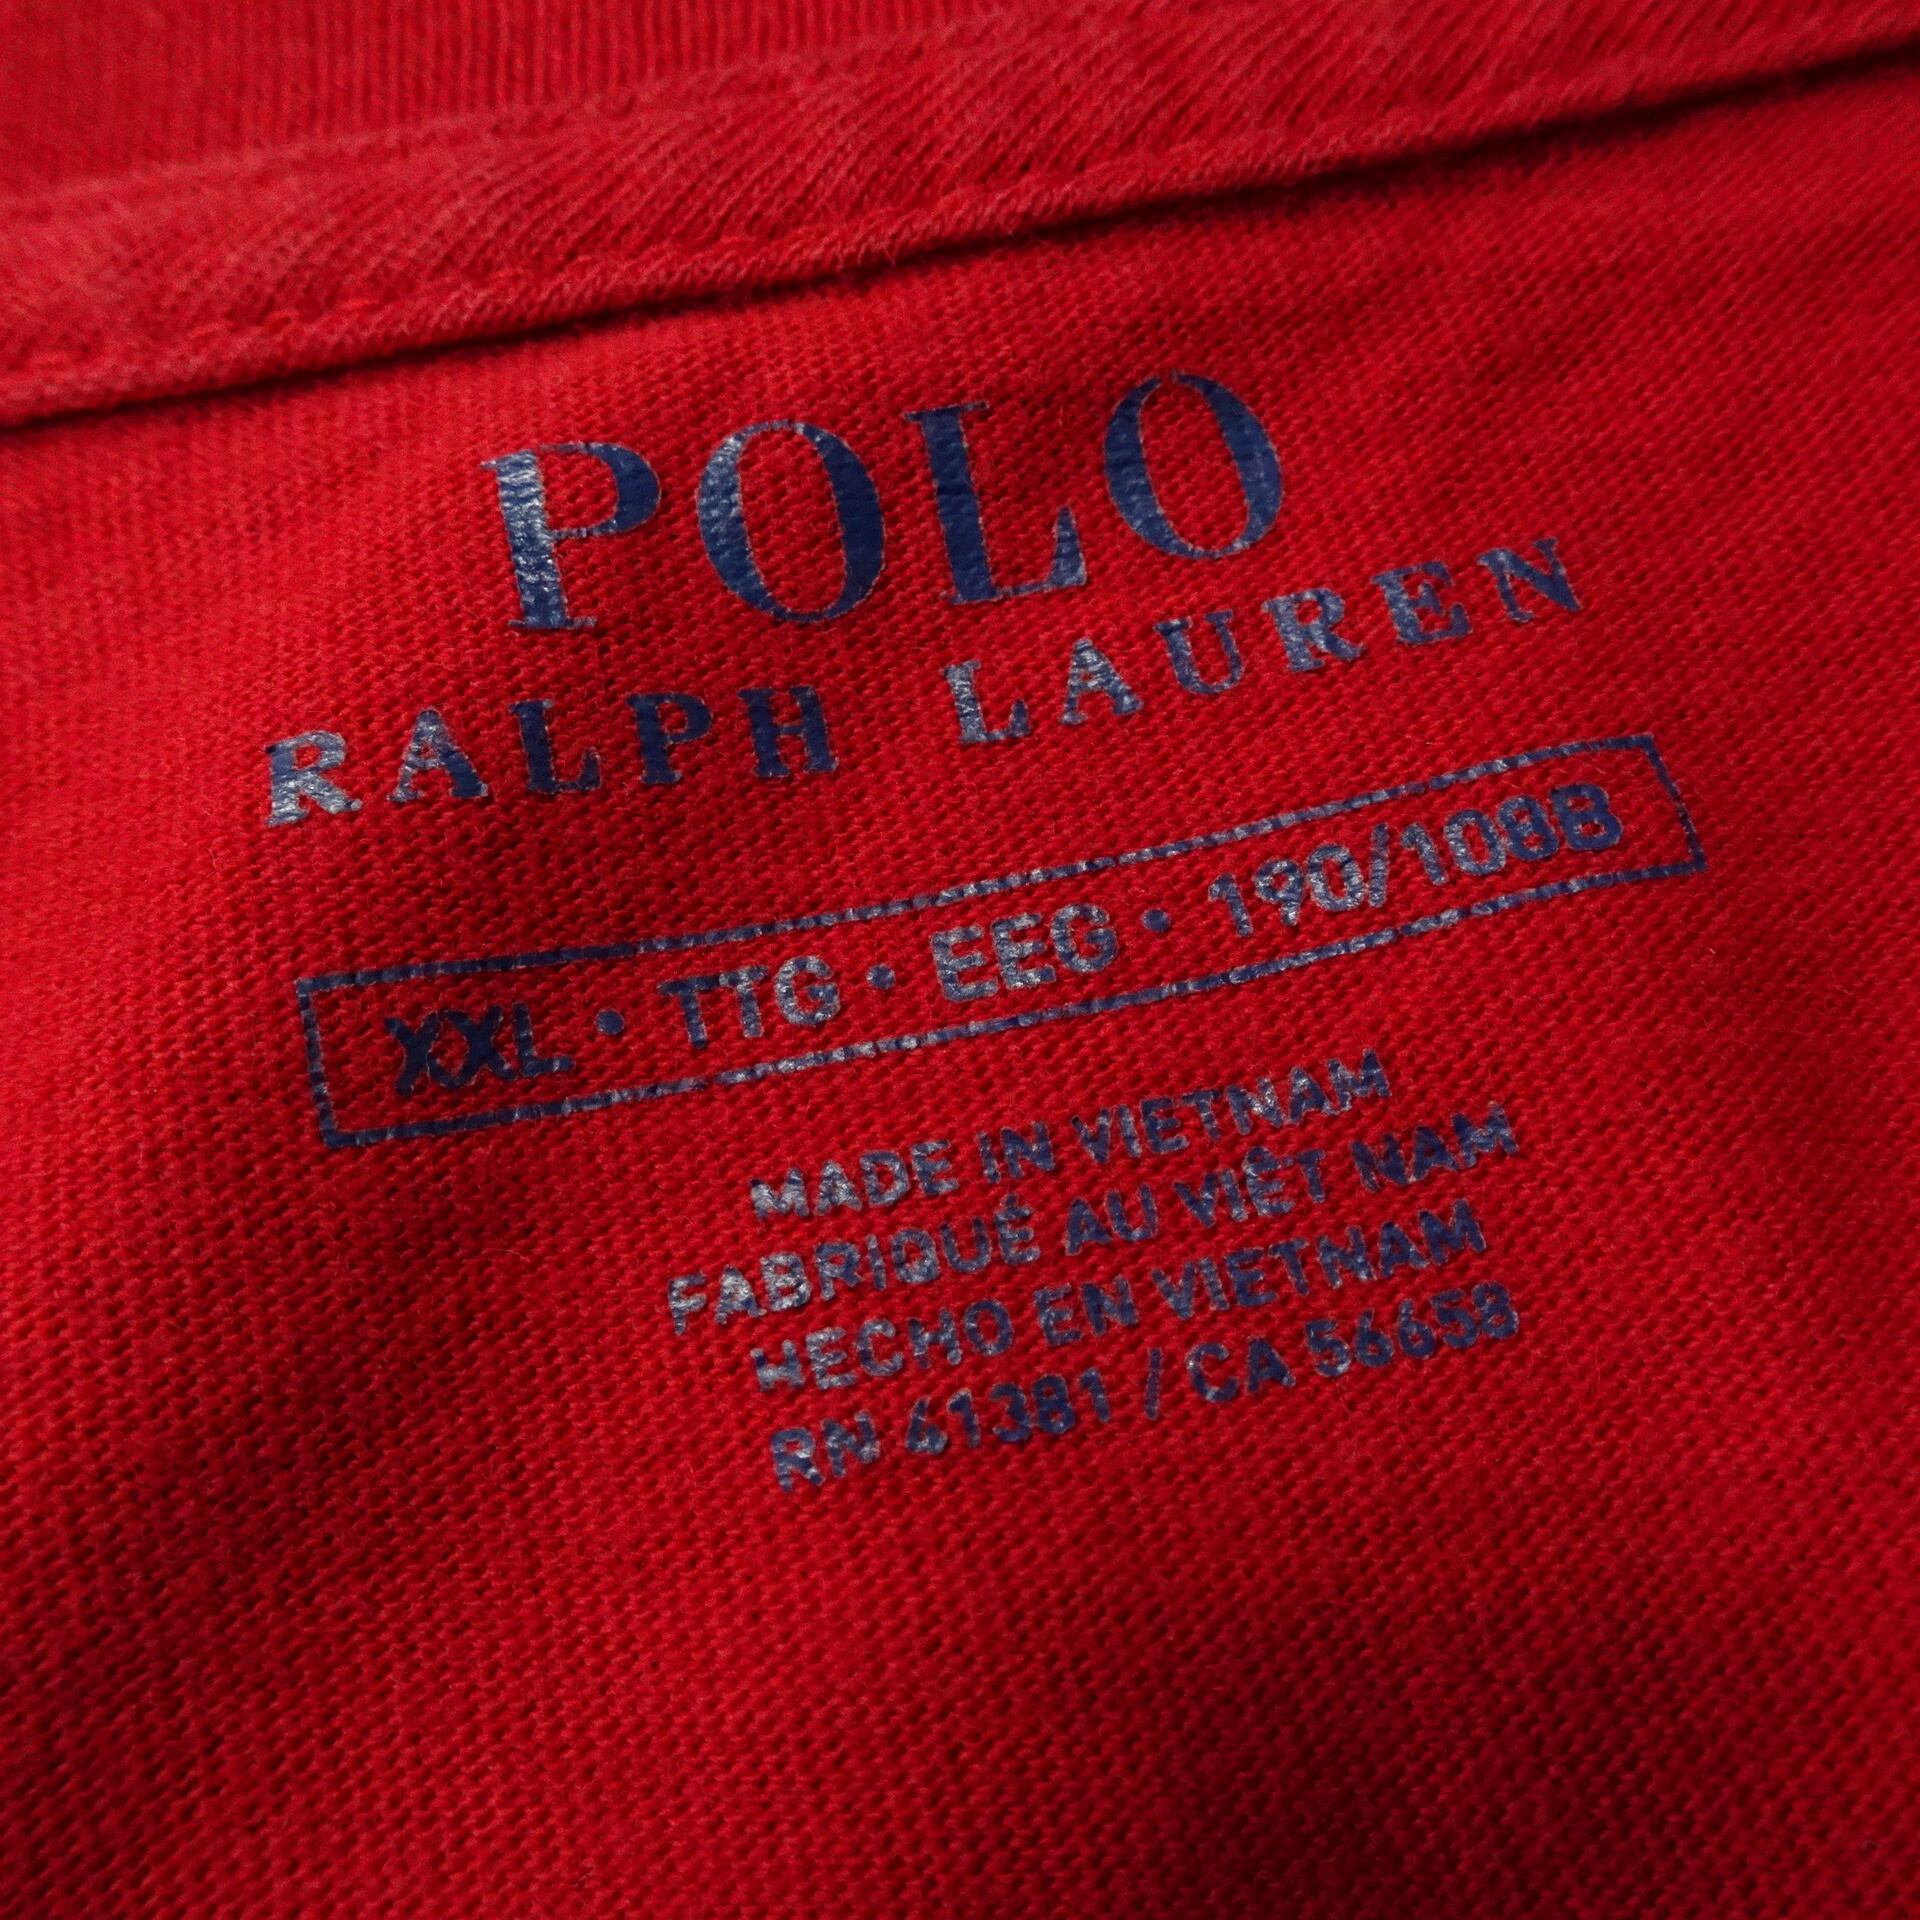 POLO
RALPH LAUREN
XXL • TTG • EEG • 190/108B
MADE IN VIETNAM
FABRIQUÉ AU VIÊT NAM
HECHO EN VIETNAM
RN 41381 / CA 56658